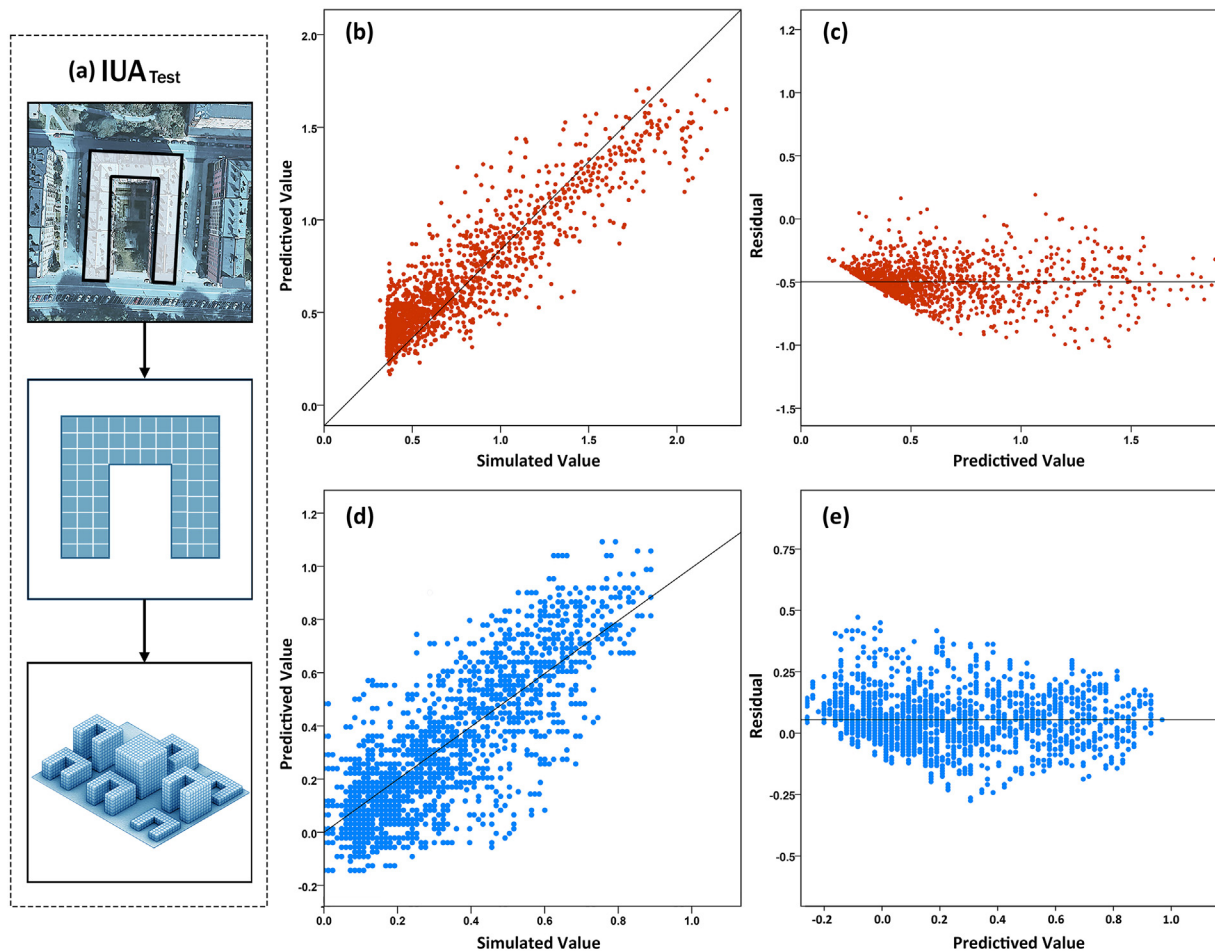 (a) IUA Test
(b)
Predictived Value
2.0
1.5
1.0
0.5
0.0
0.0 0.5 1.0 1.5 2.0
Simulated Value
(c)
Residual
1.2
1.0
0.5
0.0
-0.5
-1.0
-1.5
0.0 0.5 1.0 1.5
Predictived Value
(d)
Predictived Value
1.2
1.0
0.8
0.6
0.4
0.2
0.0
-0.2
0.0 0.2 0.4 0.6 0.8 1.0
Simulated Value
(e)
Residual
0.75
0.5
0.25
0.0
-0.25
-0.5
-0.2 0.0 0.2 0.4 0.6 0.8 1.0
Predictived Value